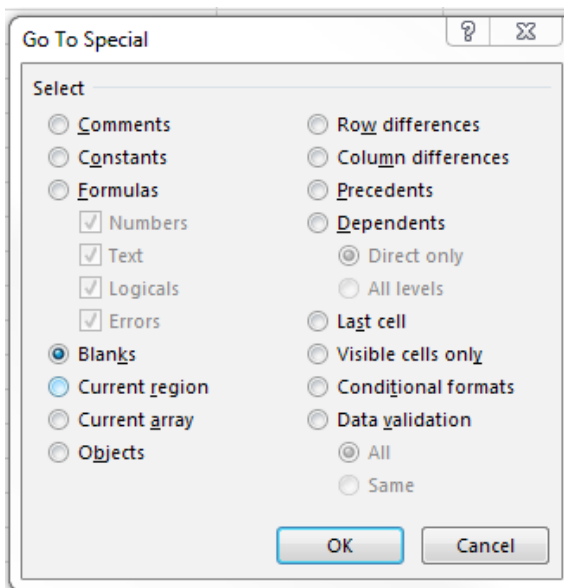 Go To Special
Select
Comments
Constants
Formulas
Numbers
Text
Logicals
Errors
Blanks
Current region
Current array
Objects
Row differences
Column differences
Precedents
Dependents
Direct only
All levels
Last cell
Visible cells only
Conditional formats
Data validation
All
Same
OK
Cancel